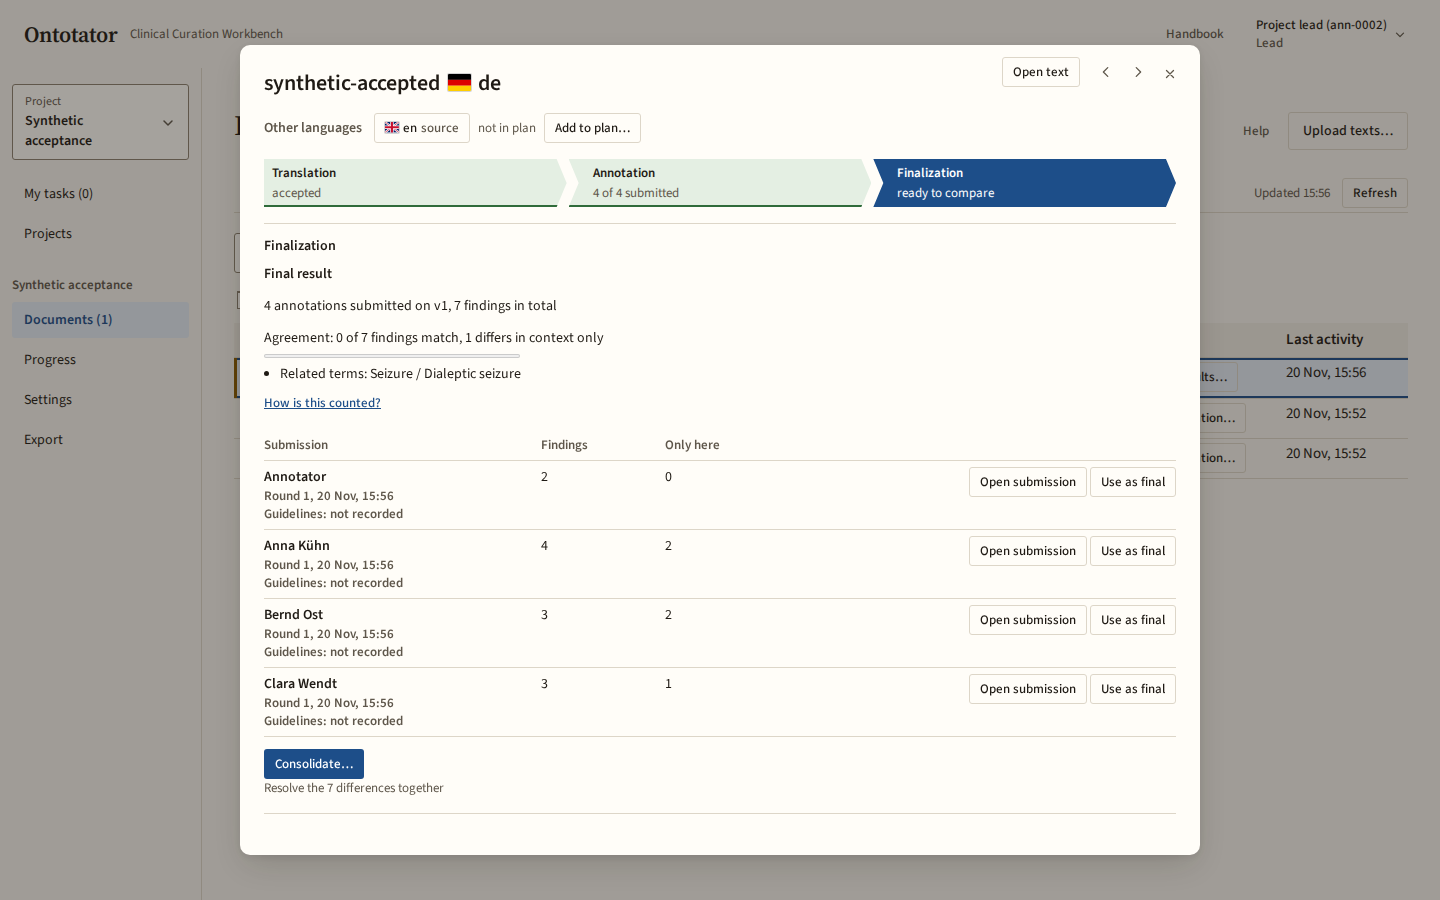 Ontotator
Clinical Curation Workbench
Handbook
Project lead (ann-0002)
Lead
Project
Synthetic
acceptance
My tasks (0)
Projects
Synthetic acceptance
Documents (1)
Progress
Settings
Export
Help
Upload texts…
Updated 15:56
Refresh
Last activity
20 Nov, 15:56
20 Nov, 15:52
20 Nov, 15:52
synthetic-accepted de
Open text
Other languages
en source
not in plan
Add to plan…
Translation
accepted
Annotation
4 of 4 submitted
Finalization
ready to compare
Finalization
Final result
4 annotations submitted on v1, 7 findings in total
Agreement: 0 of 7 findings match, 1 differs in context only
• Related terms: Seizure / Dialeptic seizure
How is this counted?
Submission Findings Only here
Annotator 2 0 Open submission Use as final
Round 1, 20 Nov, 15:56
Guidelines: not recorded
Anna Kühn 4 2 Open submission Use as final
Round 1, 20 Nov, 15:56
Guidelines: not recorded
Bernd Ost 3 2 Open submission Use as final
Round 1, 20 Nov, 15:56
Guidelines: not recorded
Clara Wendt 3 1 Open submission Use as final
Round 1, 20 Nov, 15:56
Guidelines: not recorded
Consolidate…
Resolve the 7 differences together